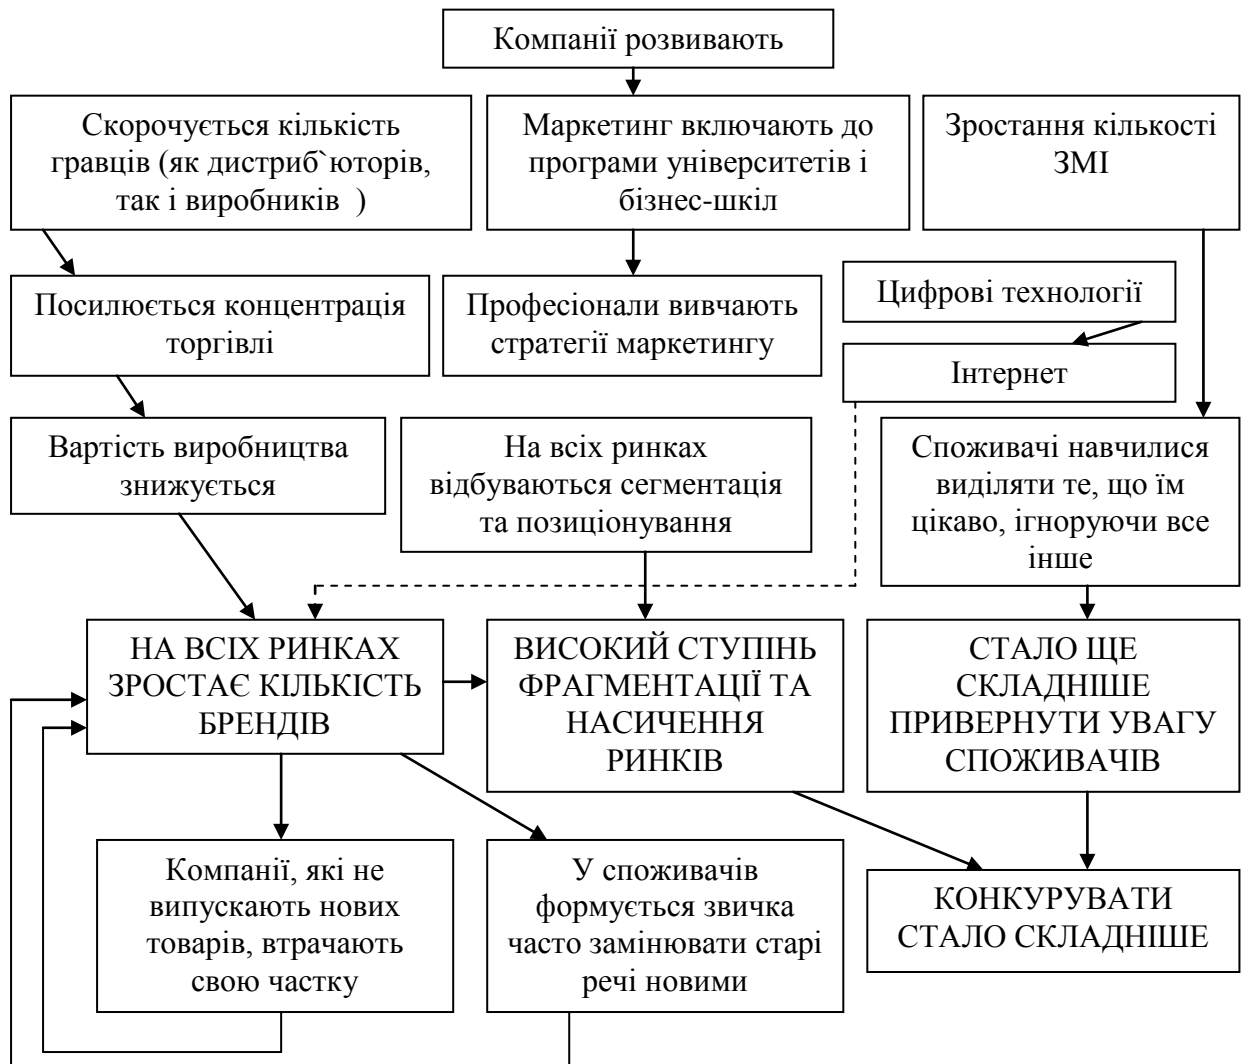 Компанії розвивають
Скорочується кількість
гравців (як дистриб`юторів,
так і виробників )
Маркетинг включають до
програми університетів і
бізнес-шкіл
Зростання кількості
ЗМІ
Посилюється концентрація
торгівлі
Професіонали вивчають
стратегії маркетингу
Цифрові технології
Інтернет
Вартість виробництва
знижується
На всіх ринках
відбуваються сегментація
та позиціонування
Споживачі навчилися
виділяти те, що їм
цікаво, ігноруючи все
інше
НА ВСІХ РИНКАХ
ЗРОСТАЄ КІЛЬКІСТЬ
БРЕНДІВ
ВИСОКИЙ СТУПІНЬ
ФРАГМЕНТАЦІЇ ТА
НАСИЧЕННЯ
РИНКІВ
СТАЛО ЩЕ
СКЛАДНІШЕ
ПРИВЕРНУТИ УВАГУ
СПОЖИВАЧІВ
Компанії, які не
випускають нових
товарів, втрачають
свою частку
У споживачів
формується звичка
часто замінювати старі
речі новими
КОНКУРУВАТИ
СТАЛО СКЛАДНІШЕ